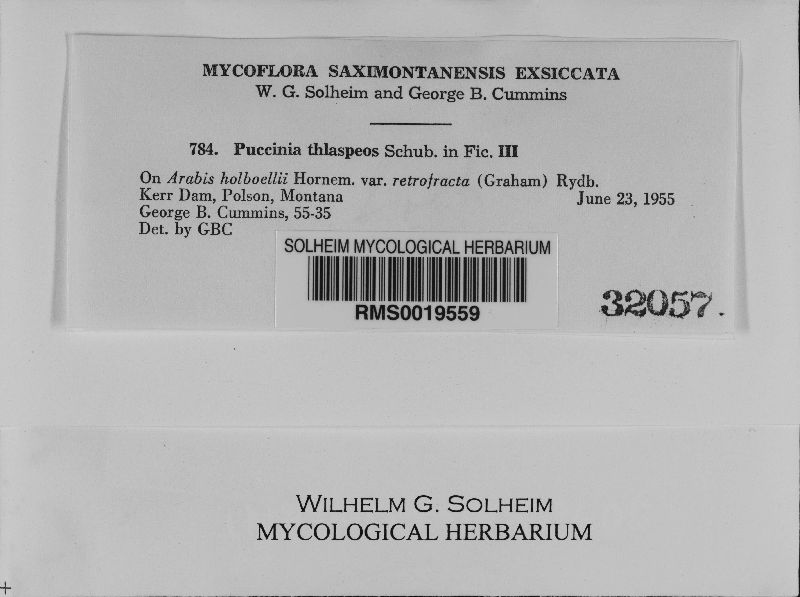 MYCOFLORA SAXIMONTANENSIS EXSICCATA
W. G. Solheim and George B. Cummins
784. Puccinia thlaspeos Schub. in Fic. III
On Arabis holboellii Hornem. var. retrofracta (Graham) Rydb.
Kerr Dam, Polson, Montana June 23, 1955
George B. Cummins, 55-35
Det. by GBC
SOLHEIM MYCOLOGICAL HERBARIUM
RMS0019559
32057.
WILHELM G. SOLHEIM
MYCOLOGICAL HERBARIUM